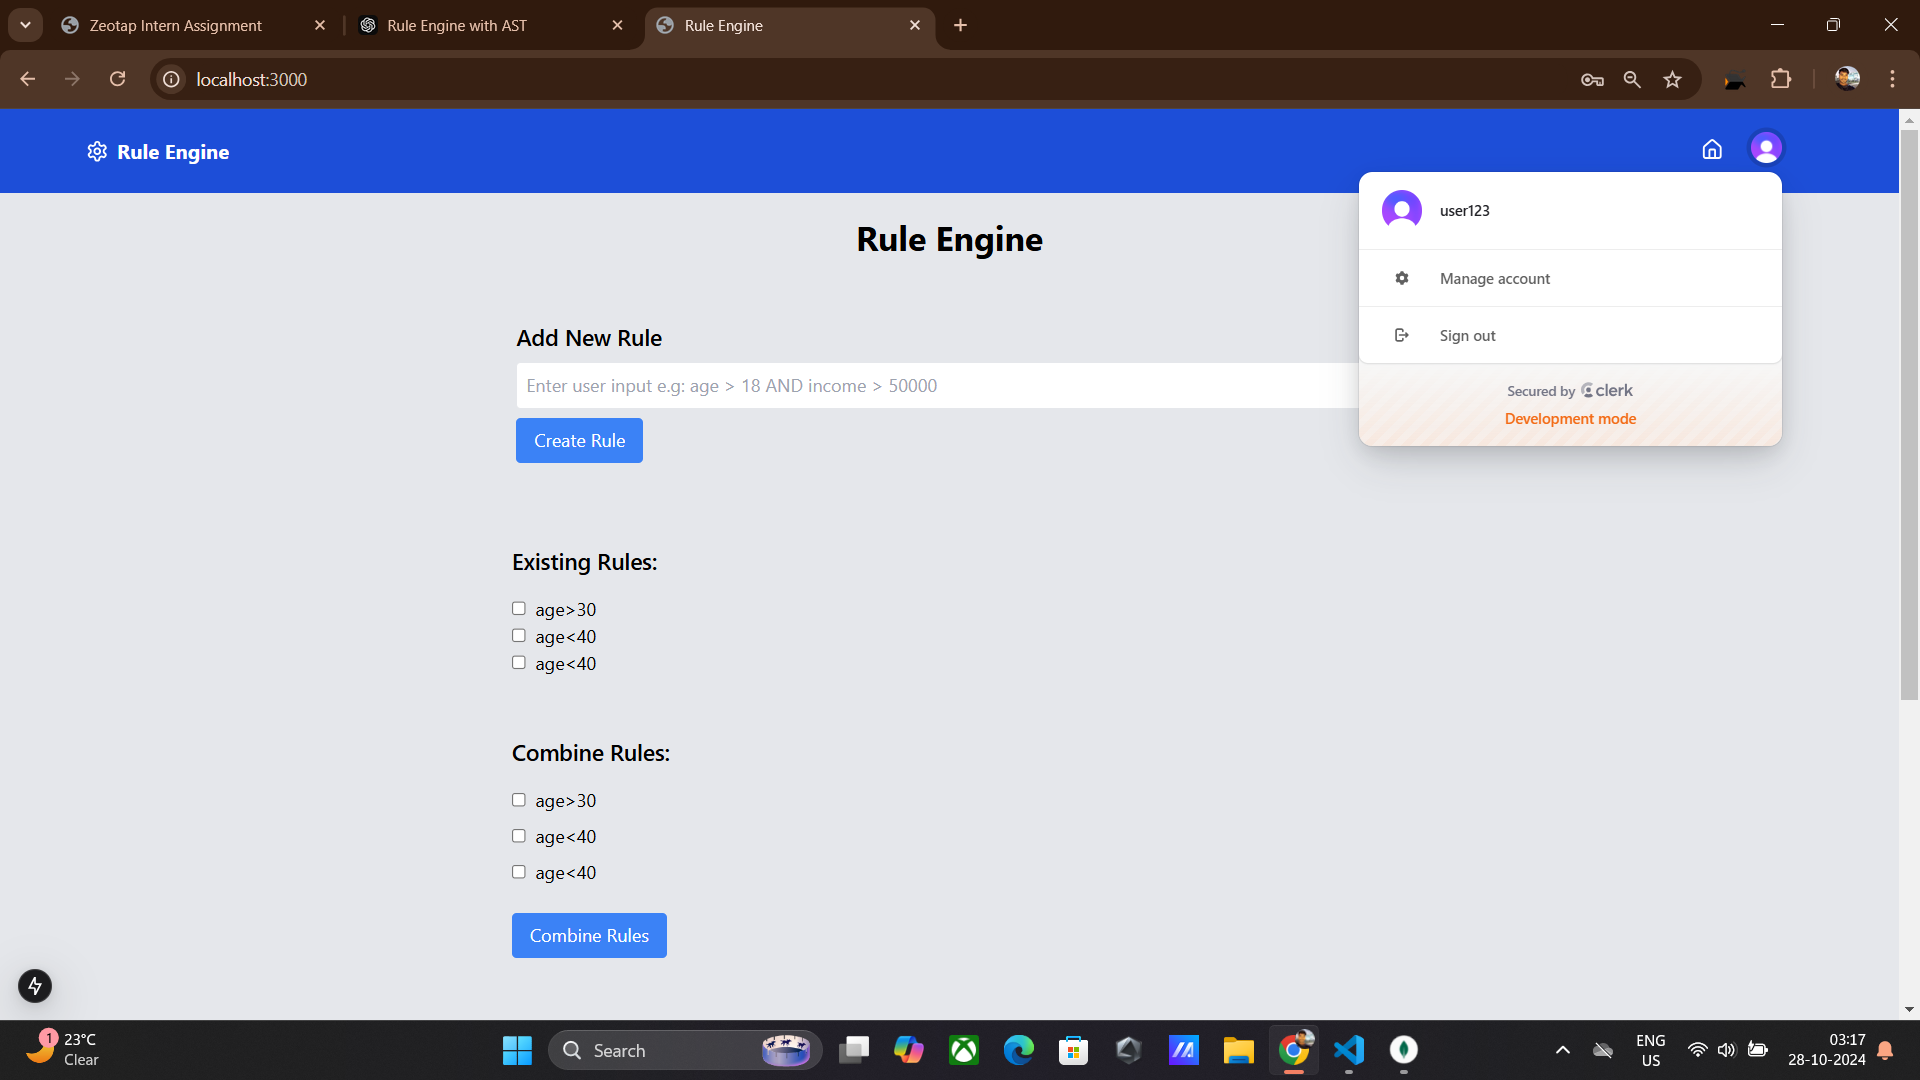 Zeotap Intern Assignment
Rule Engine with AST
Rule Engine
localhost:3000
Rule Engine
user123
Manage account
Sign out
Secured by clerk
Development mode
Rule Engine
Add New Rule
Enter user input e.g: age > 18 AND income > 50000
Create Rule
Existing Rules:
age>30
age<40
age<40
Combine Rules:
age>30
age<40
age<40
Combine Rules
1
23°C
Clear
Search
ENG
US
03:17
28-10-2024